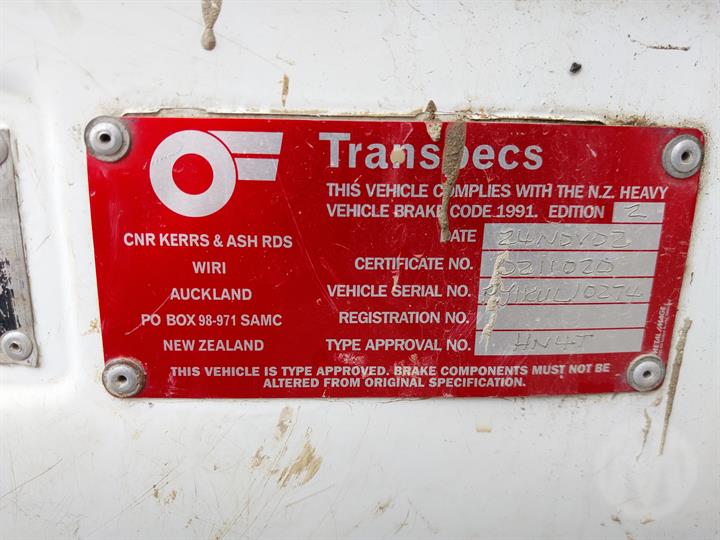 Transpecs
THIS VEHICLE COMPLIES WITH THE N.Z. HEAVY
VEHICLE BRAKE CODE 1991. EDITION 2
DATE 24NOV02
CERTIFICATE NO.
VEHICLE SERIAL NO.
REGISTRATION NO.
TYPE APPROVAL NO. HN4T
CNR KERRS & ASH RDS
WIRI
AUCKLAND
PO BOX 98-971 SAMC
NEW ZEALAND
THIS VEHICLE IS TYPE APPROVED. BRAKE COMPONENTS MUST NOT BE
ALTERED FROM ORIGINAL SPECIFICATION.
METAL IMAGE